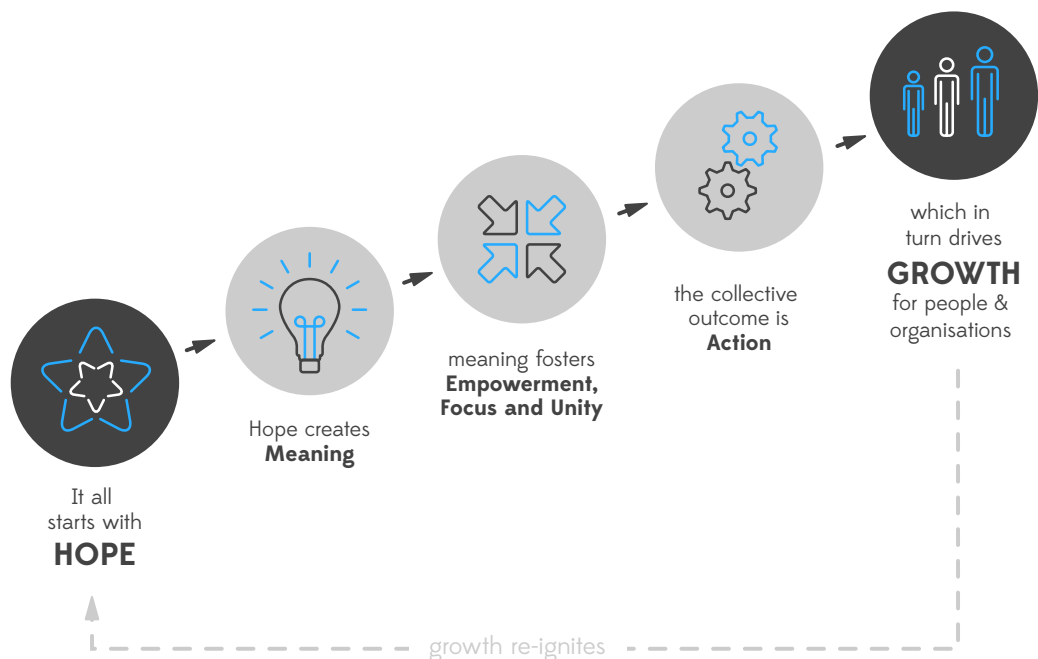 It all
starts with
HOPE
Hope creates
Meaning
meaning fosters
Empowerment,
Focus and Unity
the collective
outcome is
Action
which in
turn drives
GROWTH
for people &
organisations
growth re-ignites